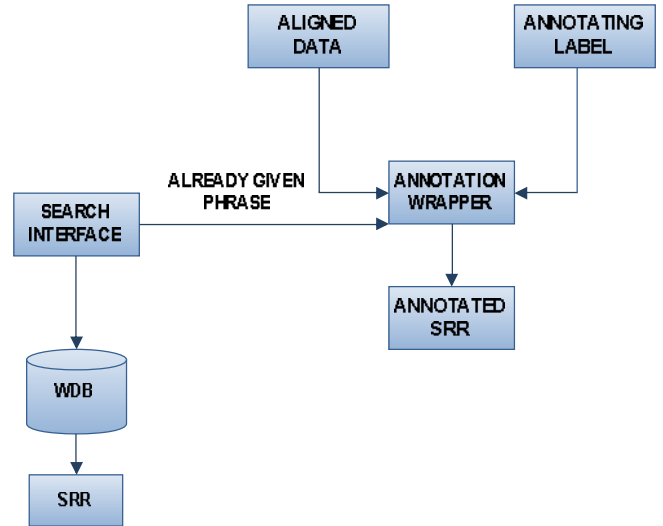 ALIGNED
DATA
ANNOTATING
LABEL
ALREADY GIVEN
PHRASE
ANNOTATION
WRAPPER
SEARCH
INTERFACE
ANNOTATED
SRR
WDB
SRR